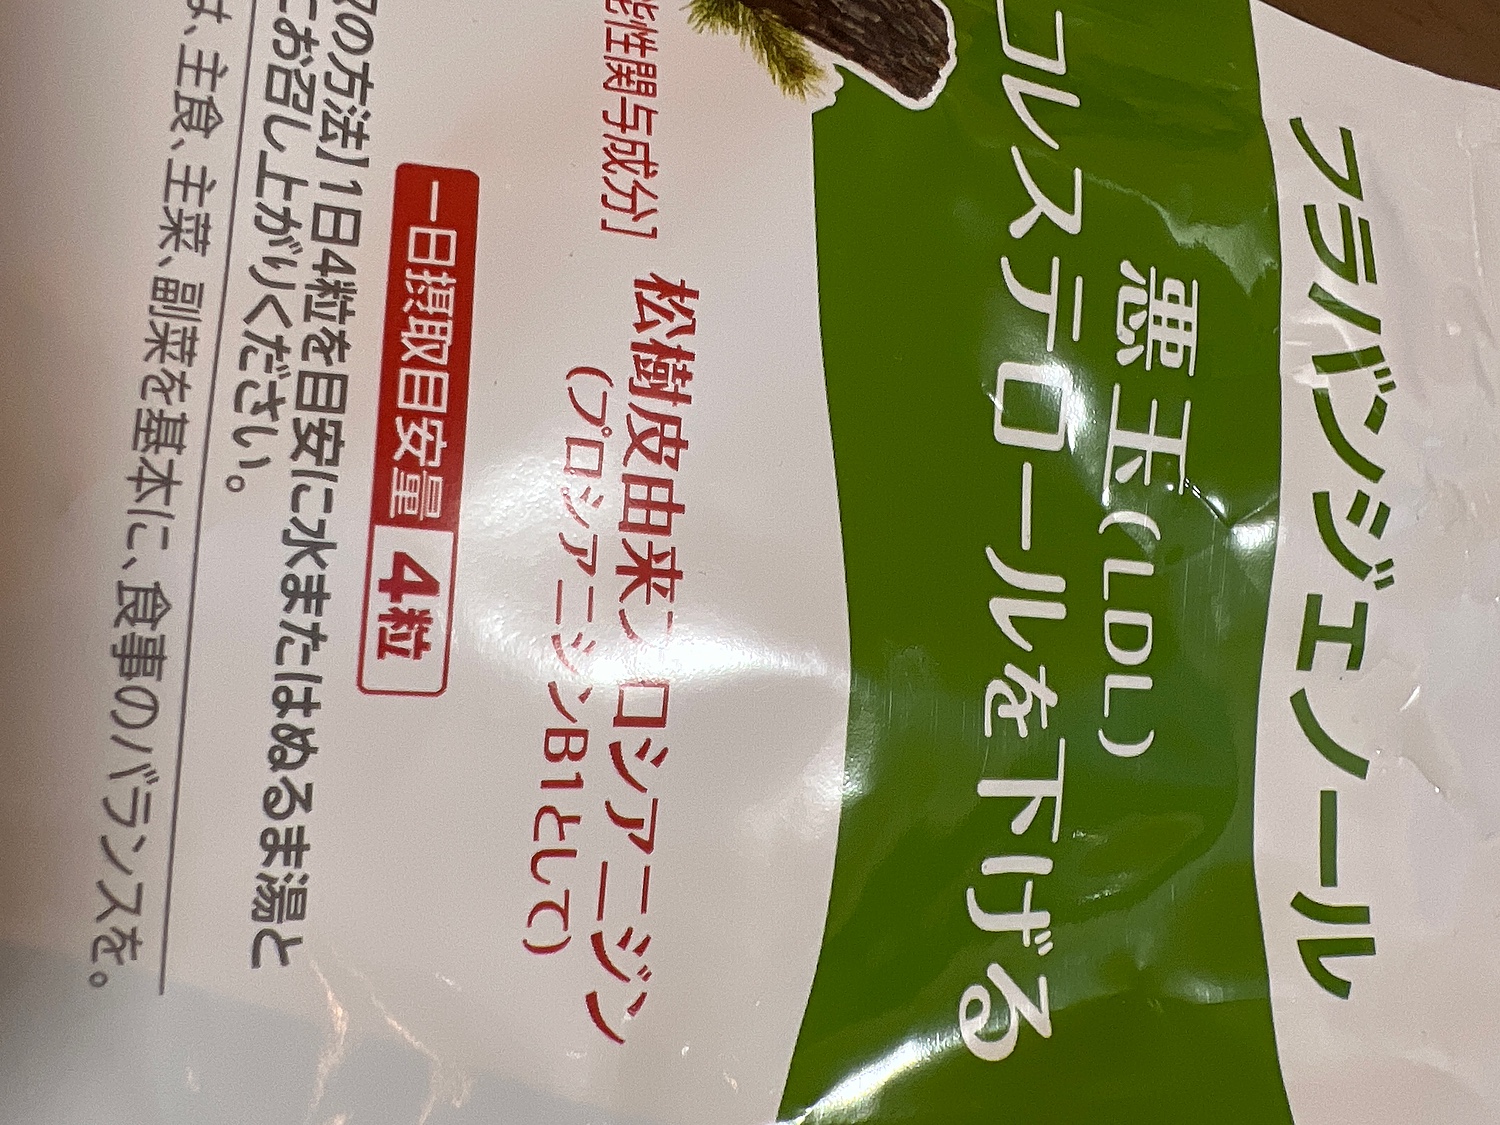 フラバンジェノール
悪玉(LDL)
コレステロールを下げる
性関与成分]
松樹皮由来プロシアニジン
(プロシアニジンB1として)
一日摂取目安量 4粒
の方法】1日4粒を目安に水またはぬるま湯と
お召し上がりください。
は、主食、主菜、副菜を基本に、食事のバランスを。